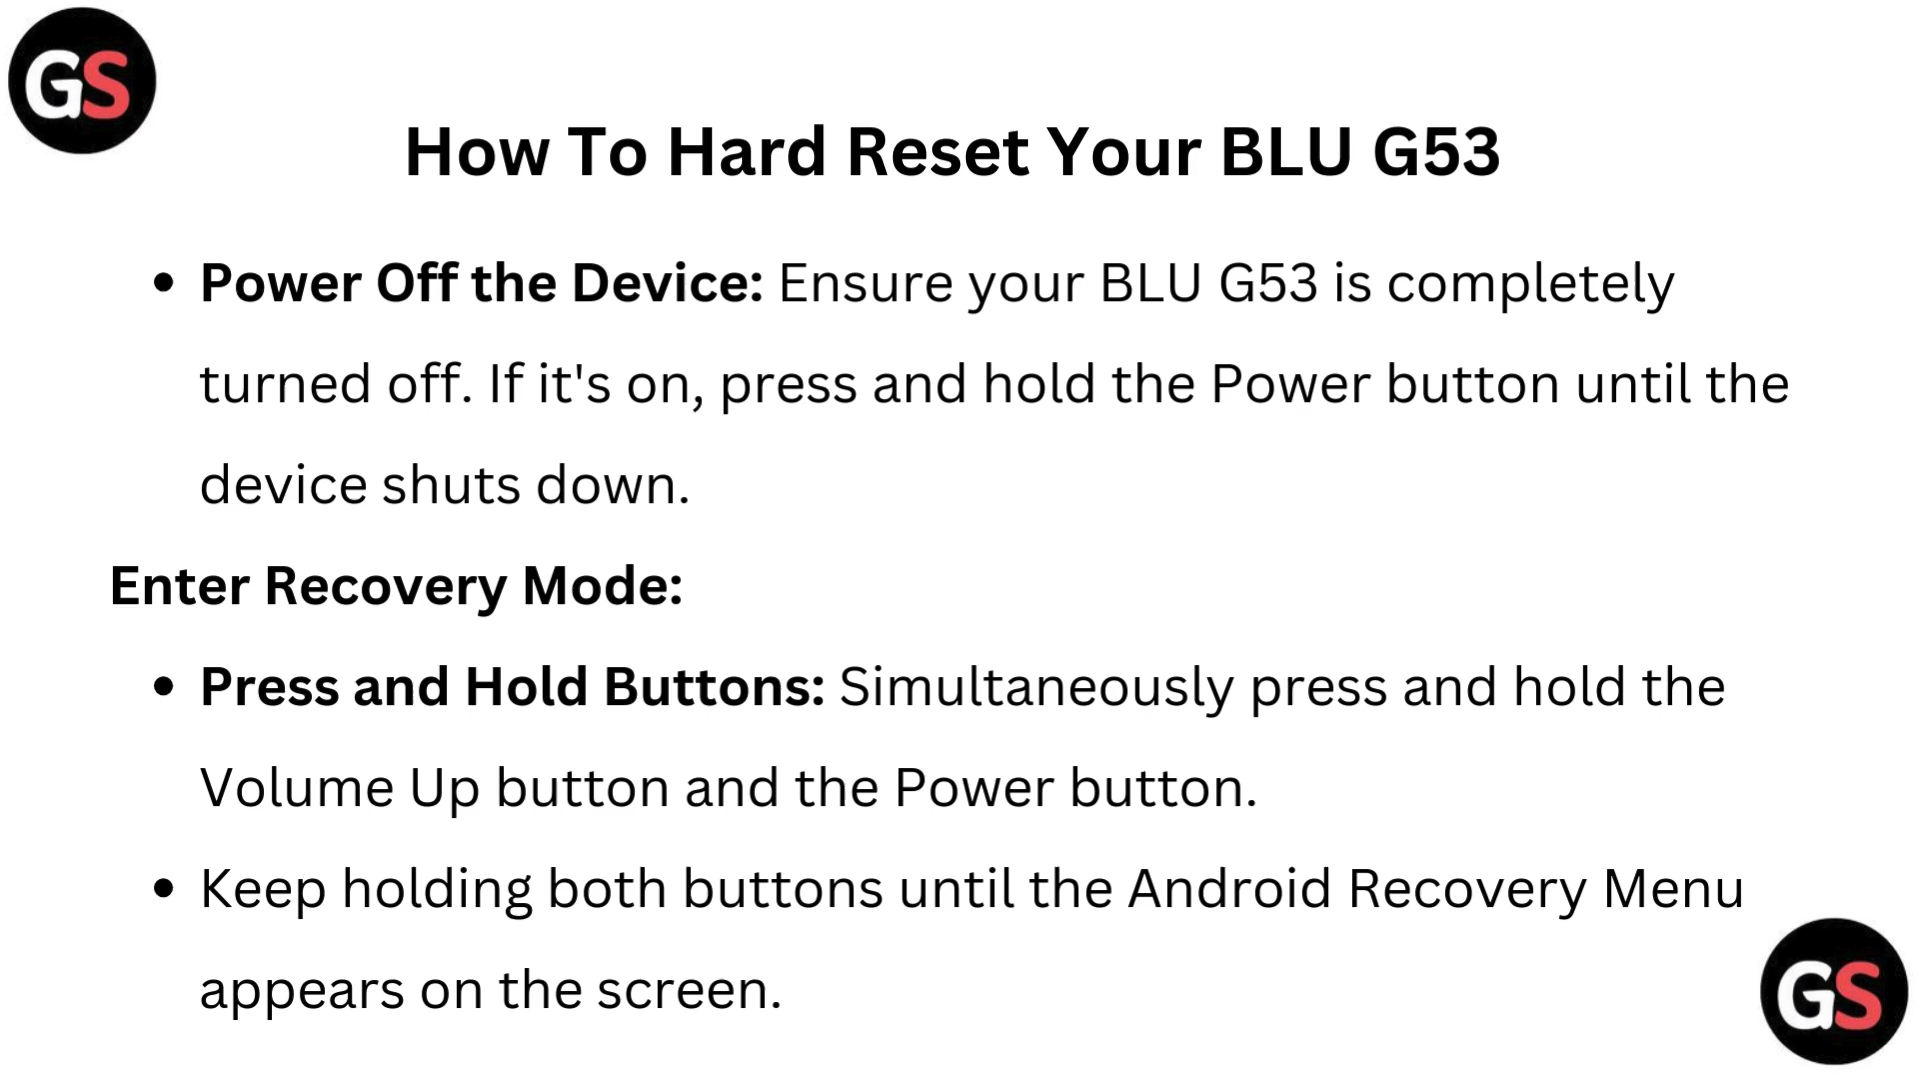 GS
How To Hard Reset Your BLU G53
• Power Off the Device: Ensure your BLU G53 is completely
turned off. If it's on, press and hold the Power button until the
device shuts down.
Enter Recovery Mode:
• Press and Hold Buttons: Simultaneously press and hold the
Volume Up button and the Power button.
• Keep holding both buttons until the Android Recovery Menu
appears on the screen.
GS